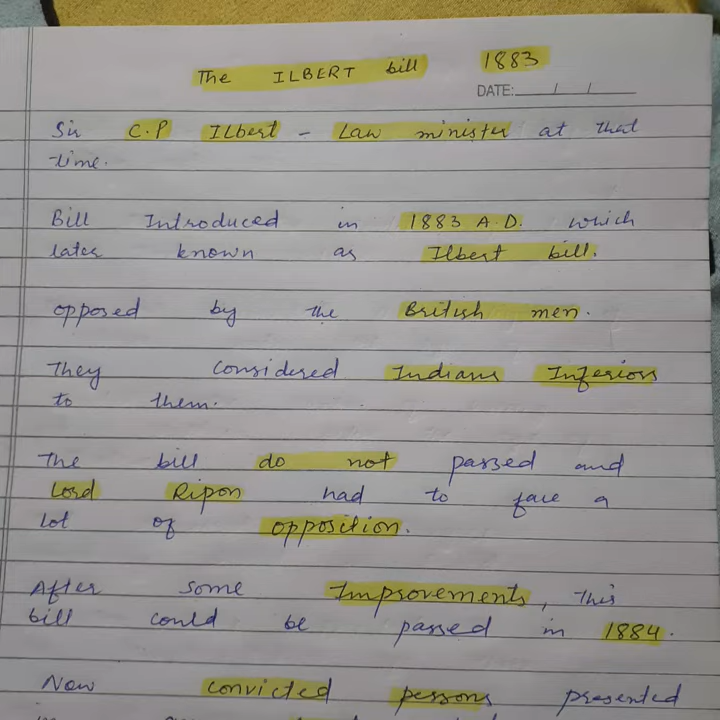 The ILBERT bill 1883
DATE: / /
Sir C.P Ilbert - Law minister at that
time.
Bill Introduced in 1883 A.D. which
later known as Ilbert bill.
opposed by the British men.
They considered Indians Inferiors
to them.
The bill do not passed and
Lord Ripon had to face a
lot of opposition.
After some Improvements, This
bill could be passed in 1884.
Now convicted persons presented